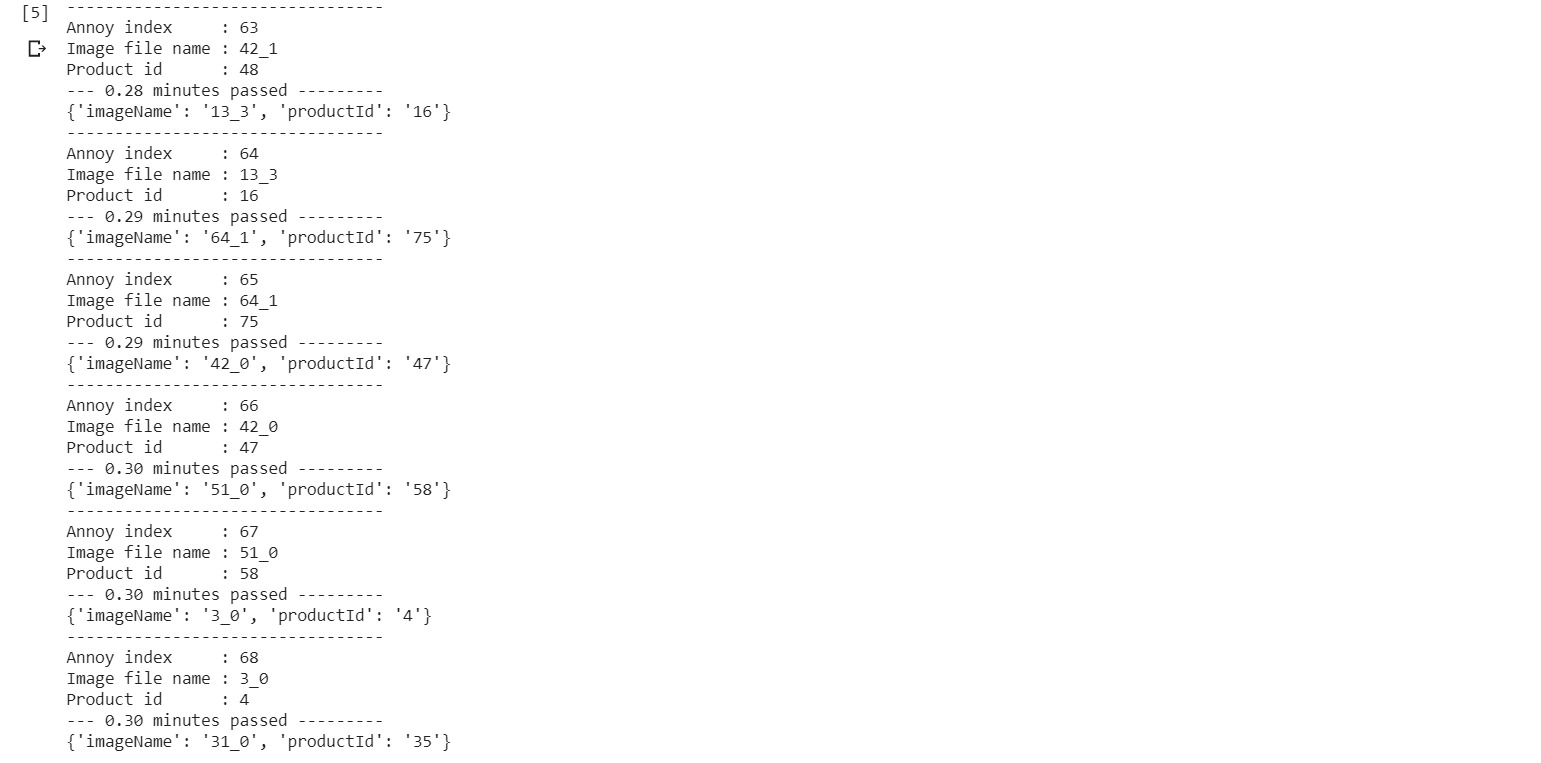 [5]
---------------------------------
Annoy index     : 63
Image file name : 42_1
Product id      : 48
--- 0.28 minutes passed ---------
{'imageName': '13_3', 'productId': '16'}
---------------------------------
Annoy index     : 64
Image file name : 13_3
Product id      : 16
--- 0.29 minutes passed ---------
{'imageName': '64_1', 'productId': '75'}
---------------------------------
Annoy index     : 65
Image file name : 64_1
Product id      : 75
--- 0.29 minutes passed ---------
{'imageName': '42_0', 'productId': '47'}
---------------------------------
Annoy index     : 66
Image file name : 42_0
Product id      : 47
--- 0.30 minutes passed ---------
{'imageName': '51_0', 'productId': '58'}
---------------------------------
Annoy index     : 67
Image file name : 51_0
Product id      : 58
--- 0.30 minutes passed ---------
{'imageName': '3_0', 'productId': '4'}
---------------------------------
Annoy index     : 68
Image file name : 3_0
Product id      : 4
--- 0.30 minutes passed ---------
{'imageName': '31_0', 'productId': '35'}